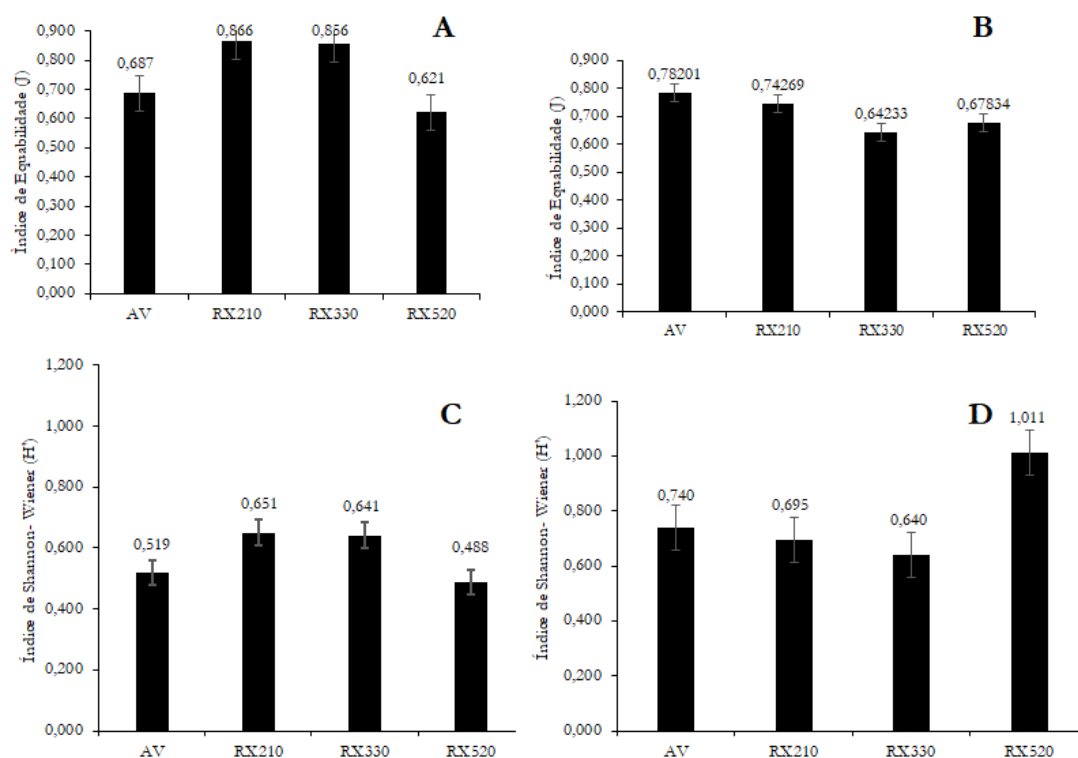 A
Índice de Equabilidade (J)
0,900
0,800
0,700
0,600
0,500
0,400
0,300
0,200
0,100
0,000
0,687
0,866
0,856
0,621
AV
RX210
RX330
RX520
B
Índice de Equabilidade (J)
0,900
0,800
0,700
0,600
0,500
0,400
0,300
0,200
0,100
0,000
0,78201
0,74269
0,64233
0,67834
AV
RX210
RX330
RX520
C
Índice de Shannon- Wiener (H')
1,200
1,000
0,800
0,600
0,400
0,200
0,000
0,519
0,651
0,641
0,488
AV
RX210
RX330
RX520
D
Índice de Shannon- Wiener (H')
1,200
1,000
0,800
0,600
0,400
0,200
0,000
0,740
0,695
0,640
1,011
AV
RX210
RX330
RX520